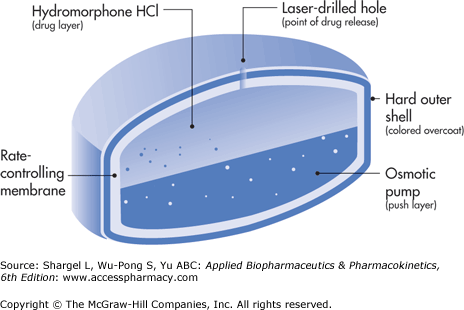 Hydromorphone HCl
(drug layer)
Laser-drilled hole
(point of drug release)
Hard outer
shell
(colored overcoat)
Rate-
controlling
membrane
Osmotic
pump
(push layer)
Source: Shargel L, Wu-Pong S, Yu ABC: Applied Biopharmaceutics & Pharmacokinetics,
6th Edition: www.accesspharmacy.com
Copyright © The McGraw-Hill Companies, Inc. All rights reserved.